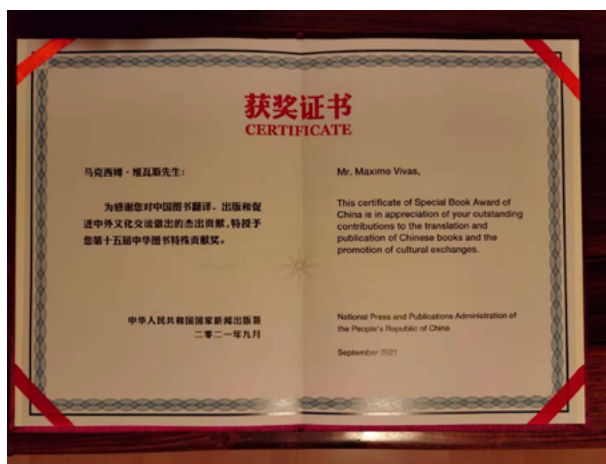 获奖证书
CERTIFICATE
马克西姆·维瓦斯先生：
为感谢您对中国图书翻译、出版和促
进中外文化交流做出的杰出贡献，特授予
您第十五届中华图书特殊贡献奖。
中华人民共和国国家新闻出版署
二零二一年九月
Mr. Maxime Vivas,
This certificate of Special Book Award of
China is in appreciation of your outstanding
contributions to the translation and
publication of Chinese books and the
promotion of cultural exchanges.
National Press and Publications Administration of
the People's Republic of China
September 2021